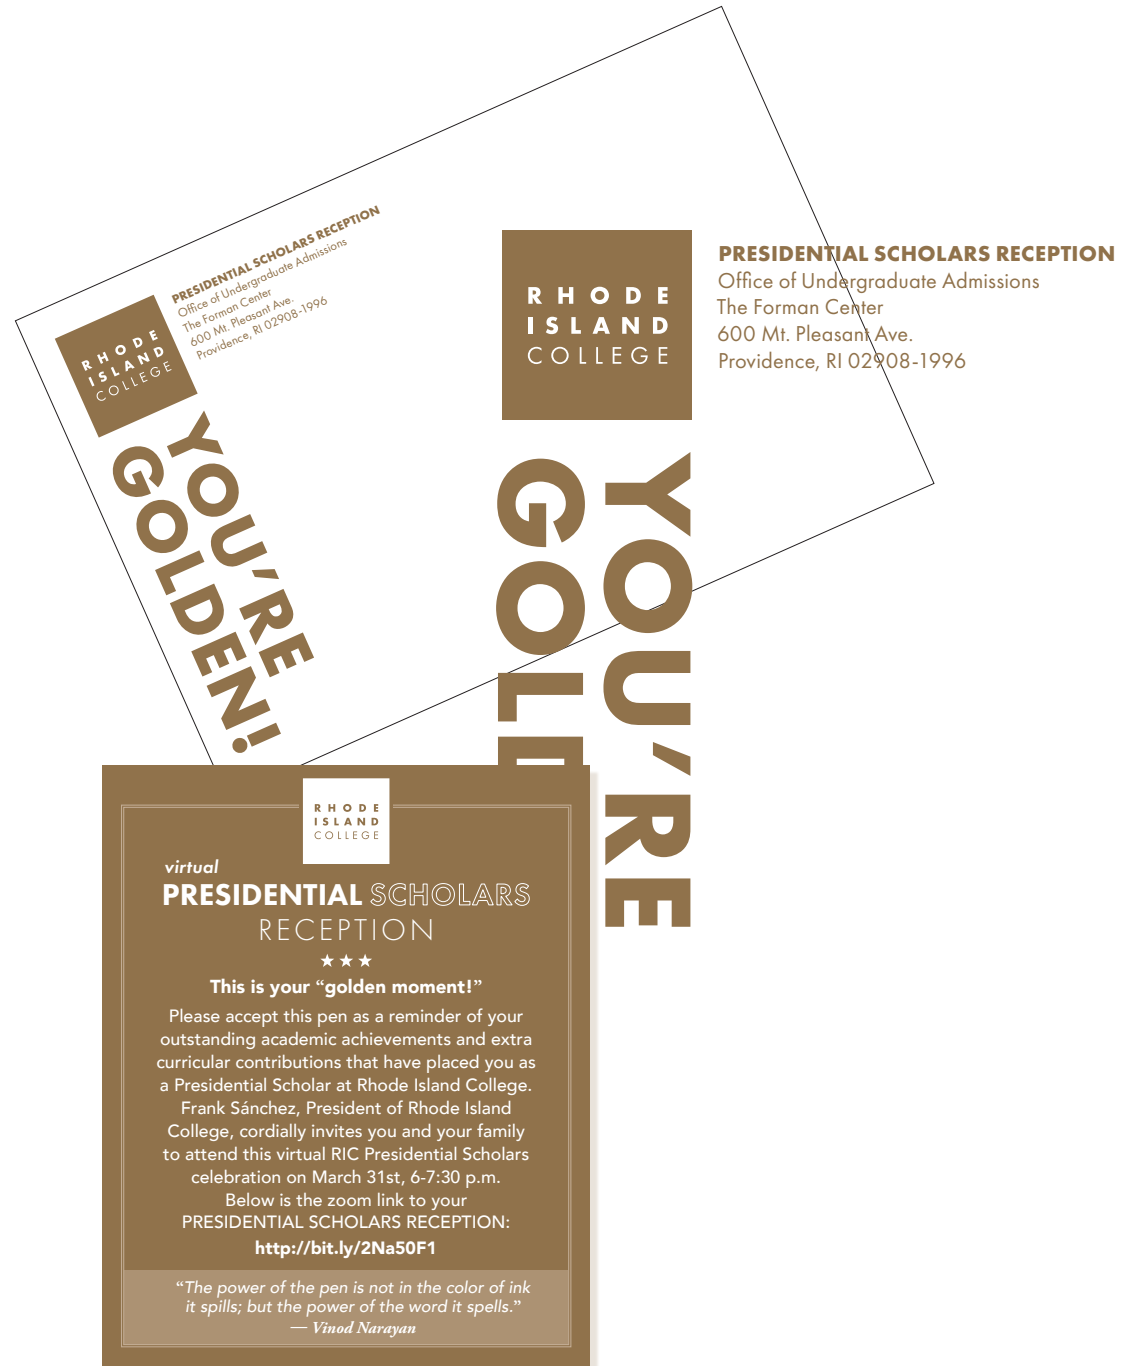 PRESIDENTIAL SCHOLARS RECEPTION
Office of Undergraduate Admissions
The Forman Center
600 Mt. Pleasant Ave.
Providence, RI 02908-1996
RHODE
ISLAND
COLLEGE
YOU'RE
GOLDEN!
RHODE
ISLAND
COLLEGE
PRESIDENTIAL SCHOLARS RECEPTION
Office of Undergraduate Admissions
The Forman Center
600 Mt. Pleasant Ave.
Providence, RI 02908-1996
YOU'RE
GOLD
RHODE
ISLAND
COLLEGE
virtual
PRESIDENTIAL SCHOLARS
RECEPTION
This is your “golden moment!”
Please accept this pen as a reminder of your
outstanding academic achievements and extra
curricular contributions that have placed you as
a Presidential Scholar at Rhode Island College.
Frank Sánchez, President of Rhode Island
College, cordially invites you and your family
to attend this virtual RIC Presidential Scholars
celebration on March 31st, 6-7:30 p.m.
Below is the zoom link to your
PRESIDENTIAL SCHOLARS RECEPTION:
http://bit.ly/2Na50F1
“The power of the pen is not in the color of ink
it spills; but the power of the word it spells.”
— Vinod Narayan